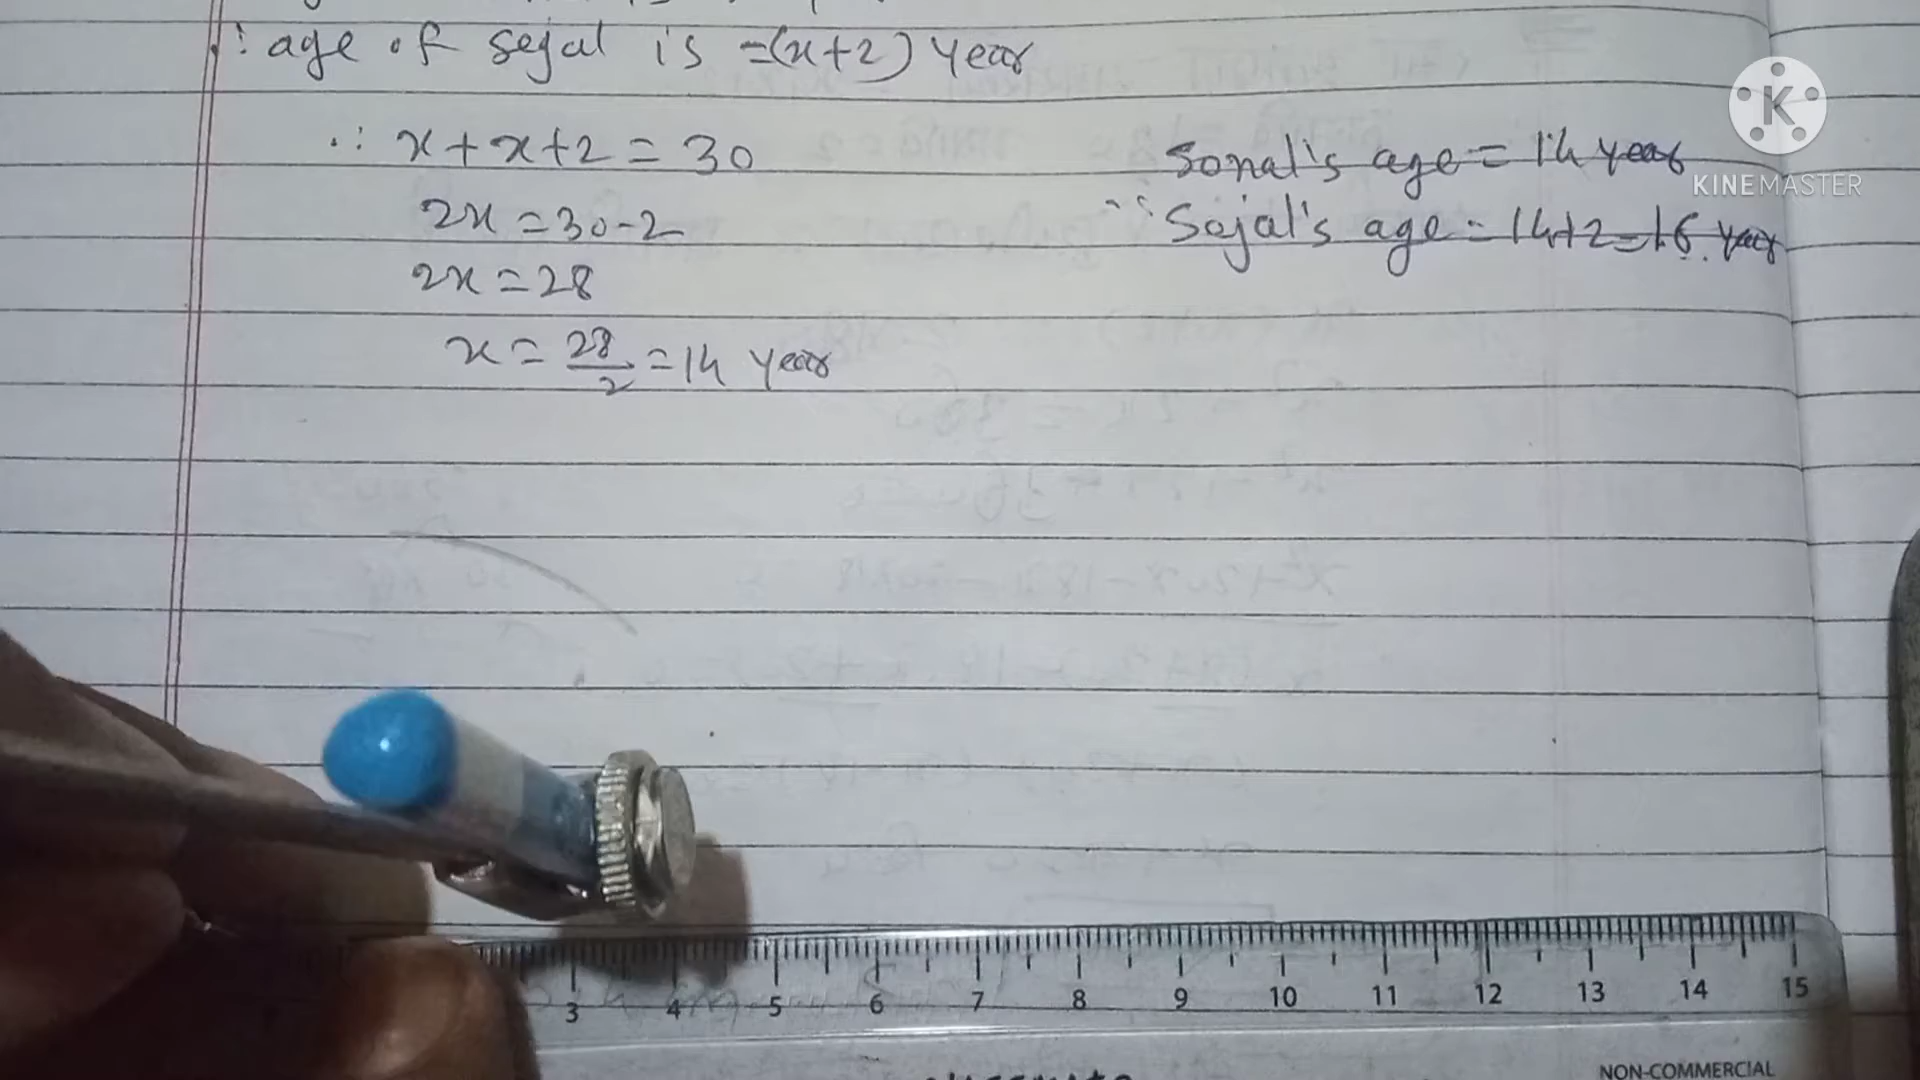 ∴ age of sejal is =(x+2) year
∴ x+x+2=30
2x=30-2
2x=28
x=28/2=14 year
Sonal's age = 14 year
∵ Sejal's age = 14+2=16 year
K
KINEMASTER
3 4 5 6 7 8 9 10 11 12 13 14 15
NON-COMMERCIAL